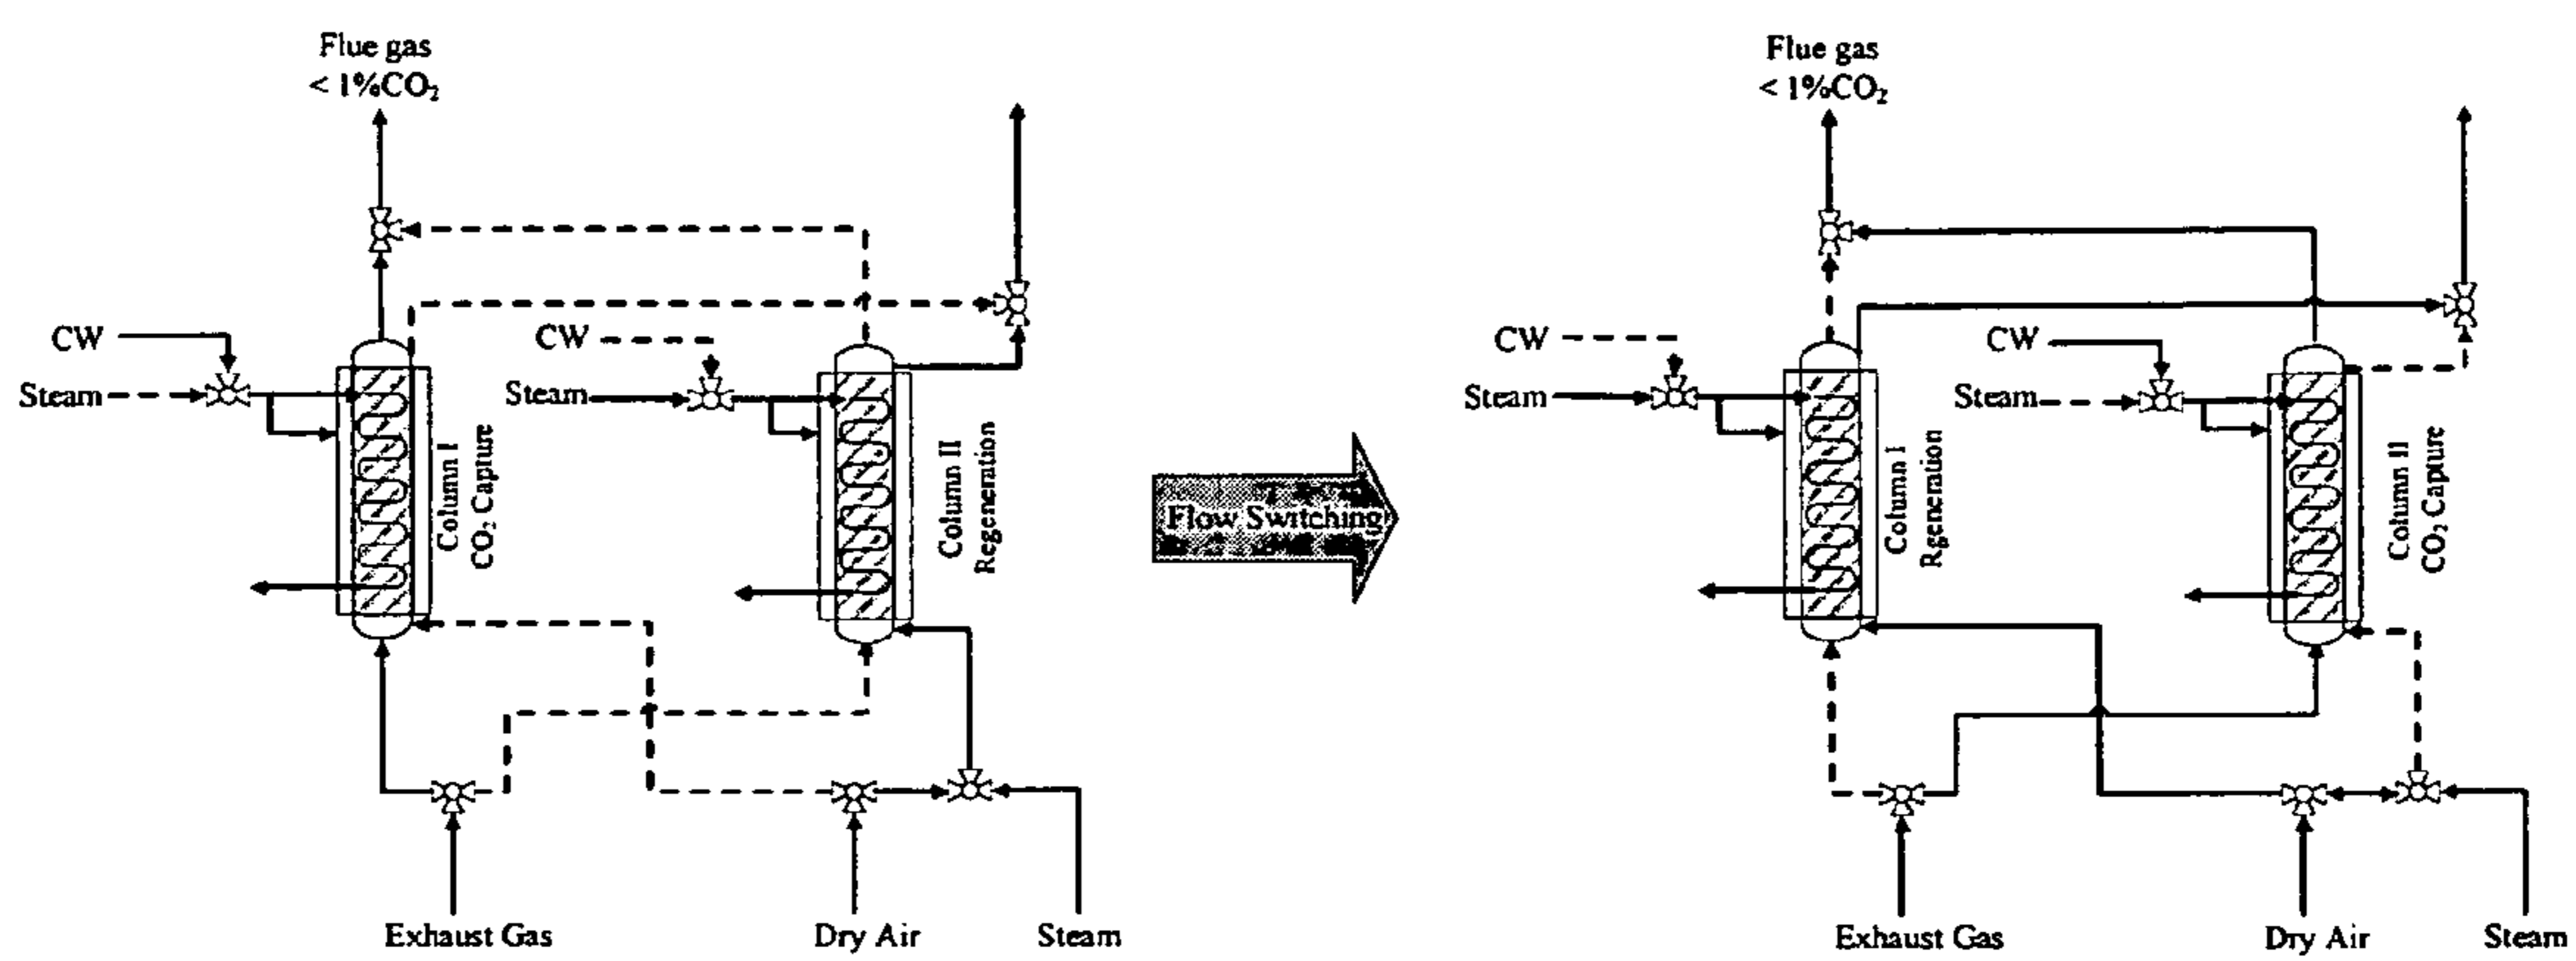 Flue gas
< 1%CO₂
CW
Steam
Column I
CO₂ Capture
CW
Steam
Column II
Regeneration
Exhaust Gas
Dry Air
Steam
Flow Switching
Flue gas
< 1%CO₂
CW
Steam
Column I
Rgeneration
CW
Steam
Column II
CO₂ Capture
Exhaust Gas
Dry Air
Steam